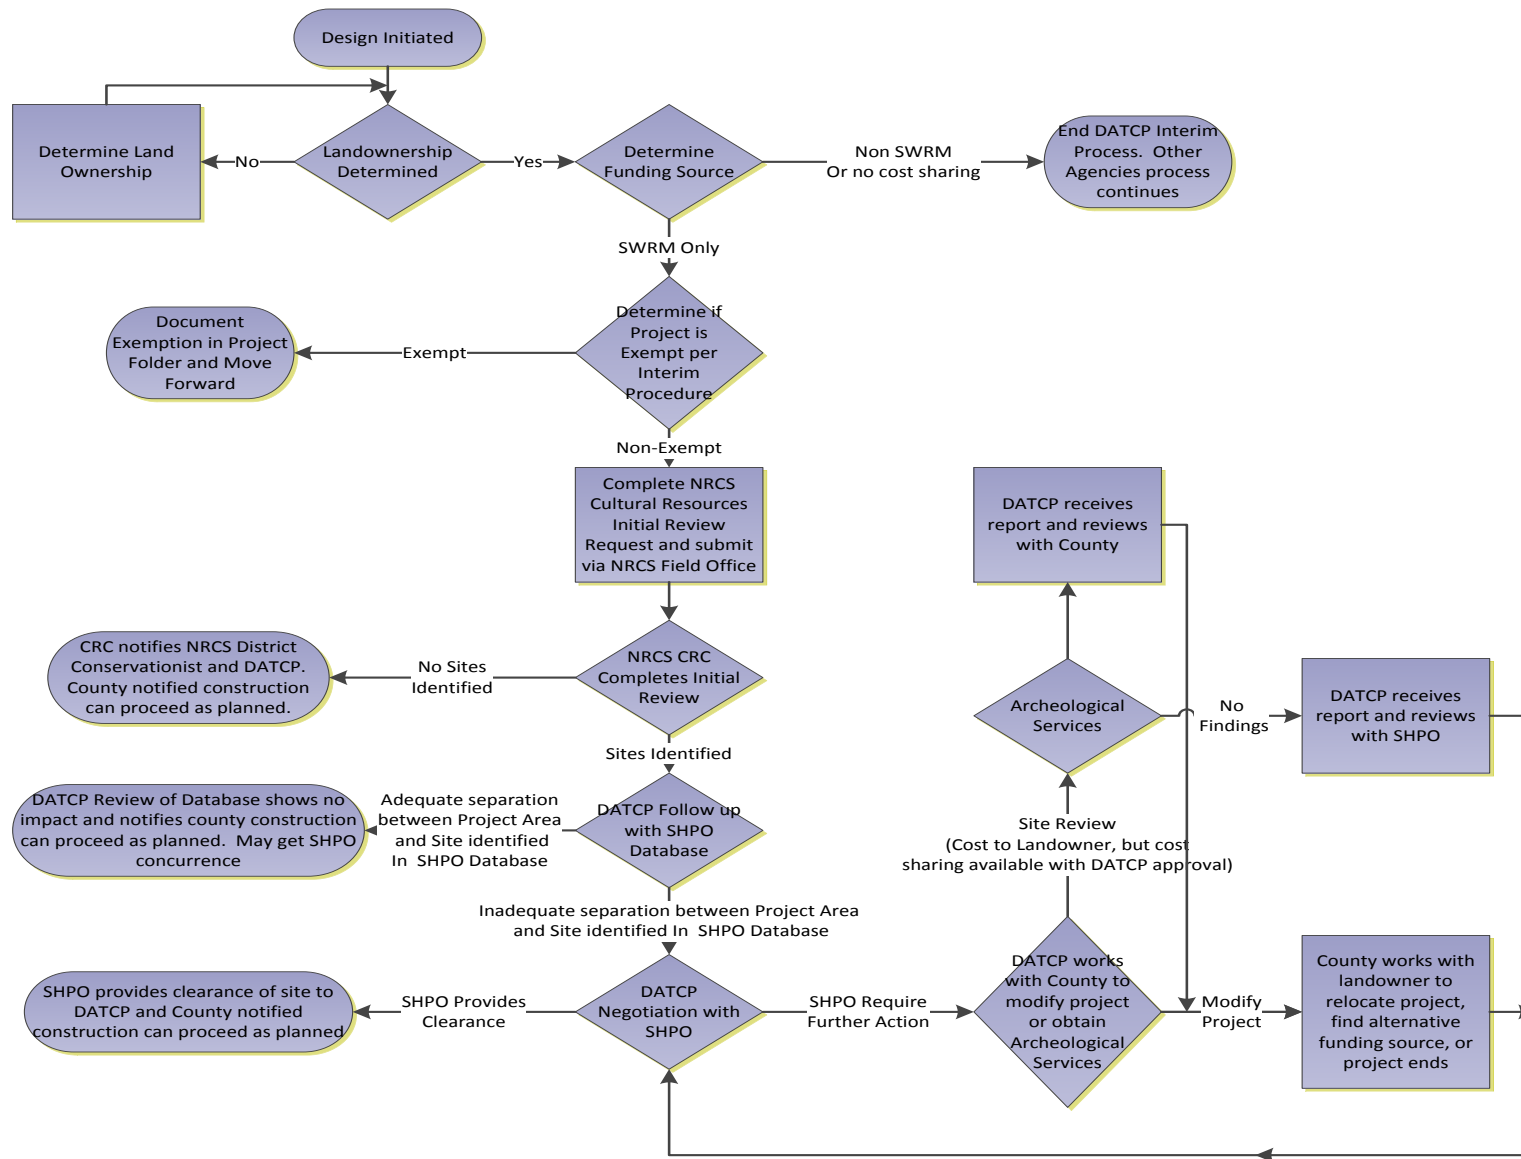 Design Initiated
Determine Land
Ownership
No
Landownership
Determined
Yes
Determine
Funding Source
Non SWRM
Or no cost sharing
End DATCP Interim
Process.  Other
Agencies process
continues
SWRM Only
Document
Exemption in Project
Folder and Move
Forward
Exempt
Determine if
Project is
Exempt per
Interim
Procedure
Non-Exempt
Complete NRCS
Cultural Resources
Initial Review
Request and submit
via NRCS Field Office
DATCP receives
report and reviews
with County
CRC notifies NRCS District
Conservationist and DATCP.
County notified construction
can proceed as planned.
No Sites
Identified
NRCS CRC
Completes Initial
Review
Archeological
Services
No
Findings
DATCP receives
report and reviews
with SHPO
Sites Identified
DATCP Review of Database shows no
impact and notifies county construction
can proceed as planned.  May get SHPO
concurrence
Adequate separation
between Project Area
and Site identified
In  SHPO Database
DATCP Follow up
with SHPO
Database
Site Review
(Cost to Landowner, but cost
sharing available with DATCP approval)
Inadequate separation between Project Area
and Site identified In  SHPO Database
SHPO provides clearance of site to
DATCP and County notified
construction can proceed as planned
SHPO Provides
Clearance
DATCP
Negotiation with
SHPO
SHPO Require
Further Action
DATCP works
with County to
modify project
or obtain
Archeological
Services
Modify
Project
County works with
landowner to
relocate project,
find alternative
funding source, or
project ends